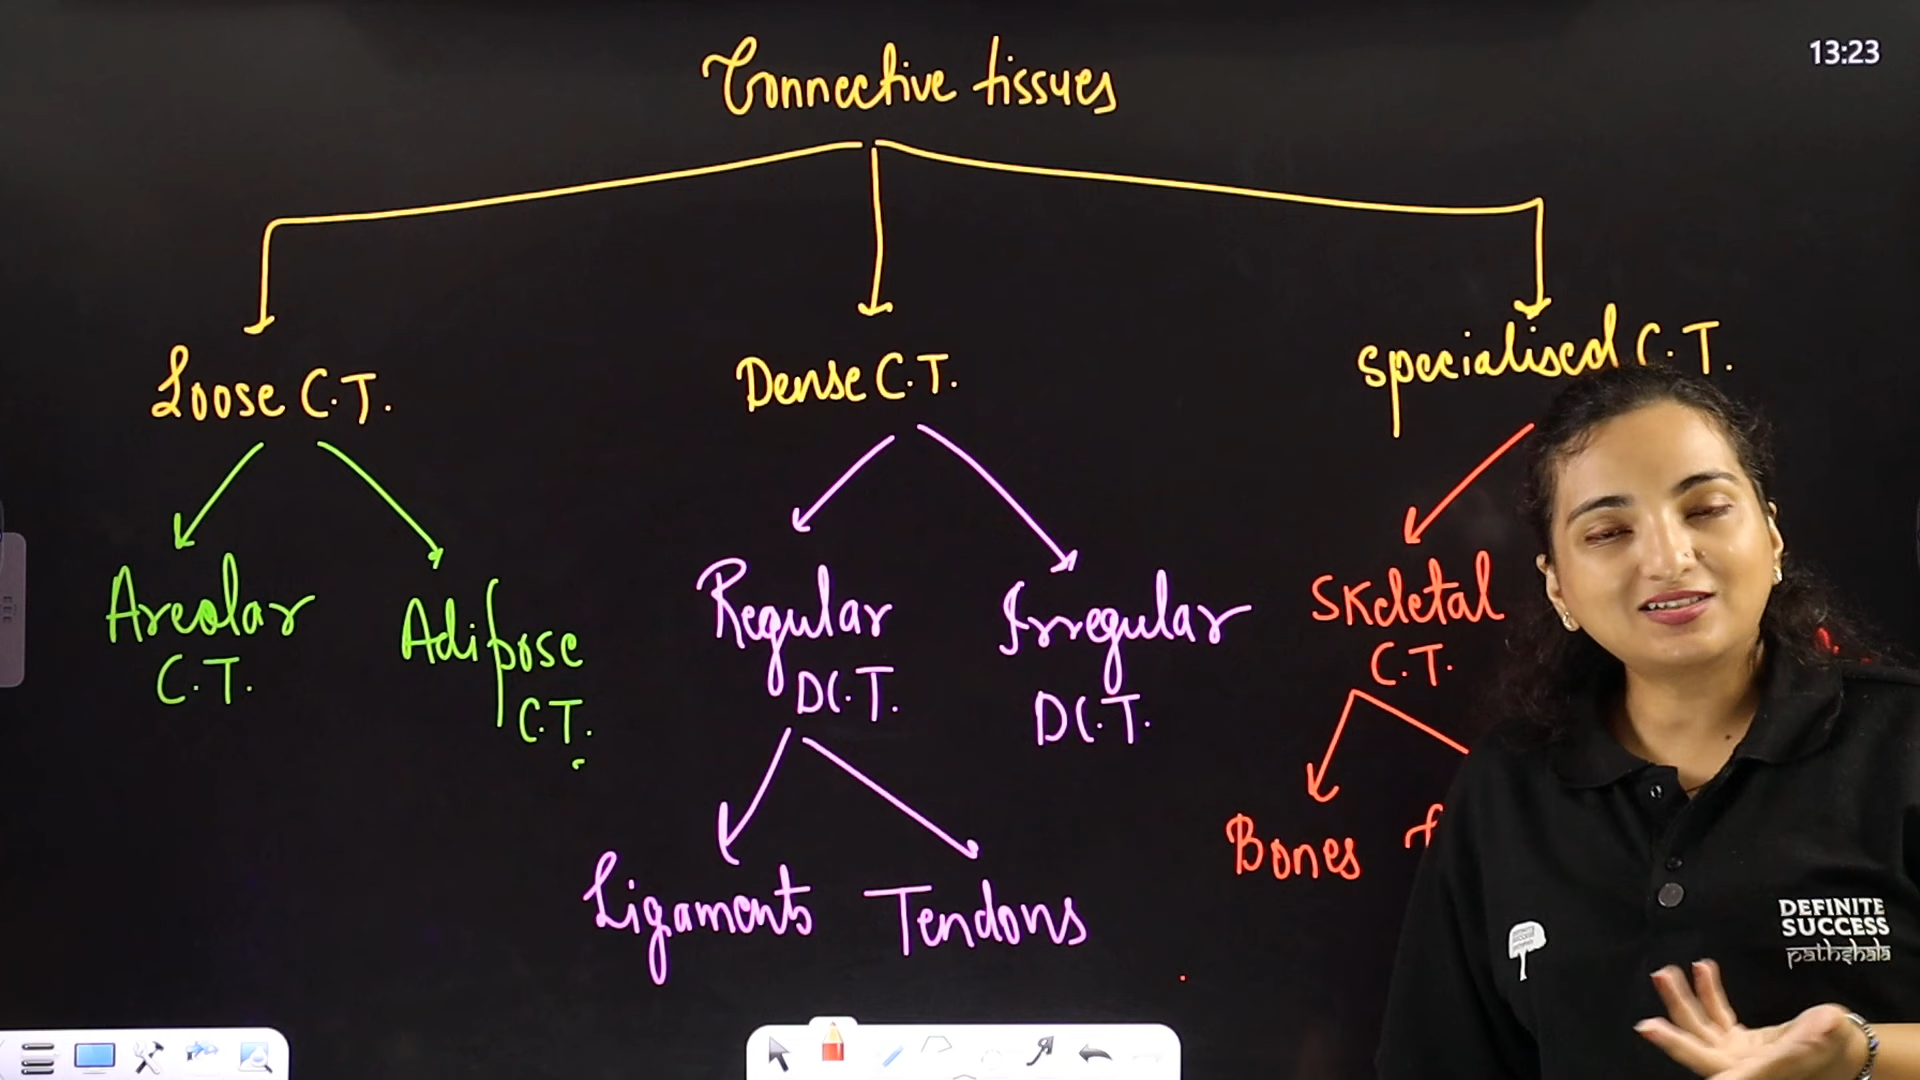 13:23
Connective tissues
Loose C.T.
Dense C.T.
Specialised C.T.
Areolar
C.T.
Adipose
C.T.
Regular
D.C.T.
Irregular
D.C.T.
Skeletal
C.T.
Ligaments
Tendons
Bones
DEFINITE
SUCCESS
pathshala